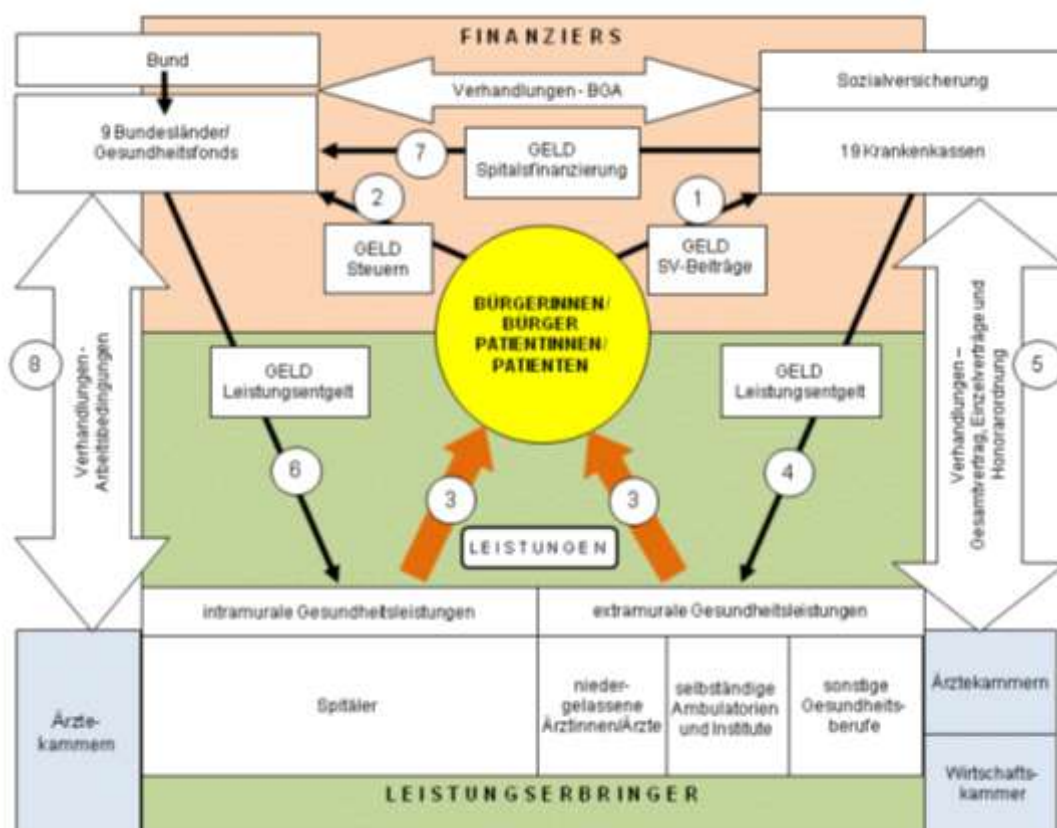 FINANZIERS
Bund
9 Bundesländer/
Gesundheitsfonds
Verhandlungen - BGA
Sozialversicherung
19 Krankenkassen
7
GELD
Spitalsfinanzierung
2
1
GELD
Steuern
GELD
SV-Beiträge
BÜRGERINNEN/
BÜRGER
PATIENTINNEN/
PATIENTEN
8
Verhandlungen -
Arbeitsbedingungen
GELD
Leistungsentgelt
GELD
Leistungsentgelt
5
Verhandlungen –
Gesamtvertrag, Einzelverträge und
Honorarordnung
6
3
3
4
LEISTUNGEN
intramurale Gesundheitsleistungen
extramurale Gesundheitsleistungen
Ärzte-
kammern
Spitäler
nieder-
gelassene
Ärztinnen/Ärzte
selbständige
Ambulatorien
und Institute
sonstige
Gesundheits-
berufe
Ärztekammern
Wirtschafts-
kammer
LEISTUNGSERBRINGER